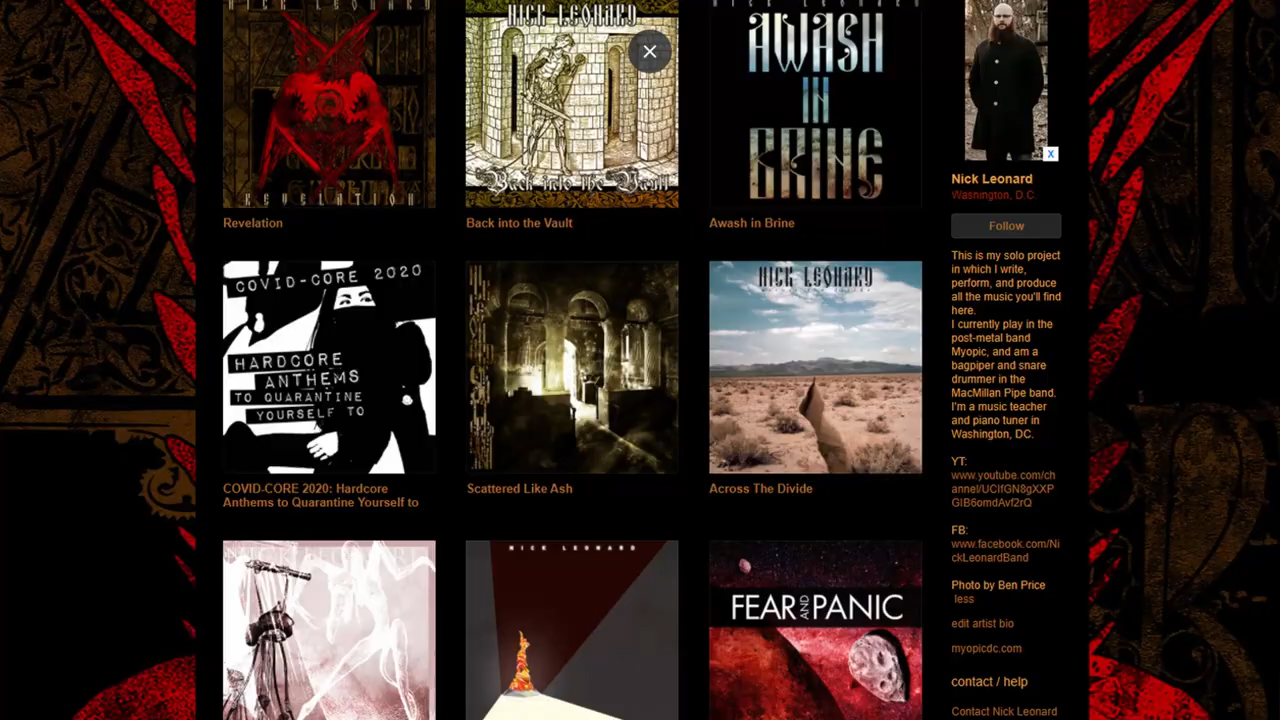 NICK LEONARD
REVELATION
Revelation
NICK LEONARD
Back into the Vault
Back into the Vault
NICK LEONARD
AWASH
IN
BRINE
Awash in Brine
COVID-CORE 2020
HARDCORE
ANTHEMS
TO QUARANTINE
YOURSELF TO
COVID-CORE 2020: Hardcore
Anthems to Quarantine Yourself to
Scattered Like Ash
NICK LEONARD
Across The Divide
NICK LEONARD
NICK LEONARD
FEAR AND PANIC
X
Nick Leonard
Washington, D.C.
Follow
This is my solo project
in which I write,
perform, and produce
all the music you'll find
here.
I currently play in the
post-metal band
Myopic, and am a
bagpiper and snare
drummer in the
MacMillan Pipe band.
I'm a music teacher
and piano tuner in
Washington, DC.
YT:
www.youtube.com/ch
annel/UCIfGN8gXXP
GIB6omdAvf2rQ
FB:
www.facebook.com/Ni
ckLeonardBand
Photo by Ben Price
less
edit artist bio
myopicdc.com
contact / help
Contact Nick Leonard